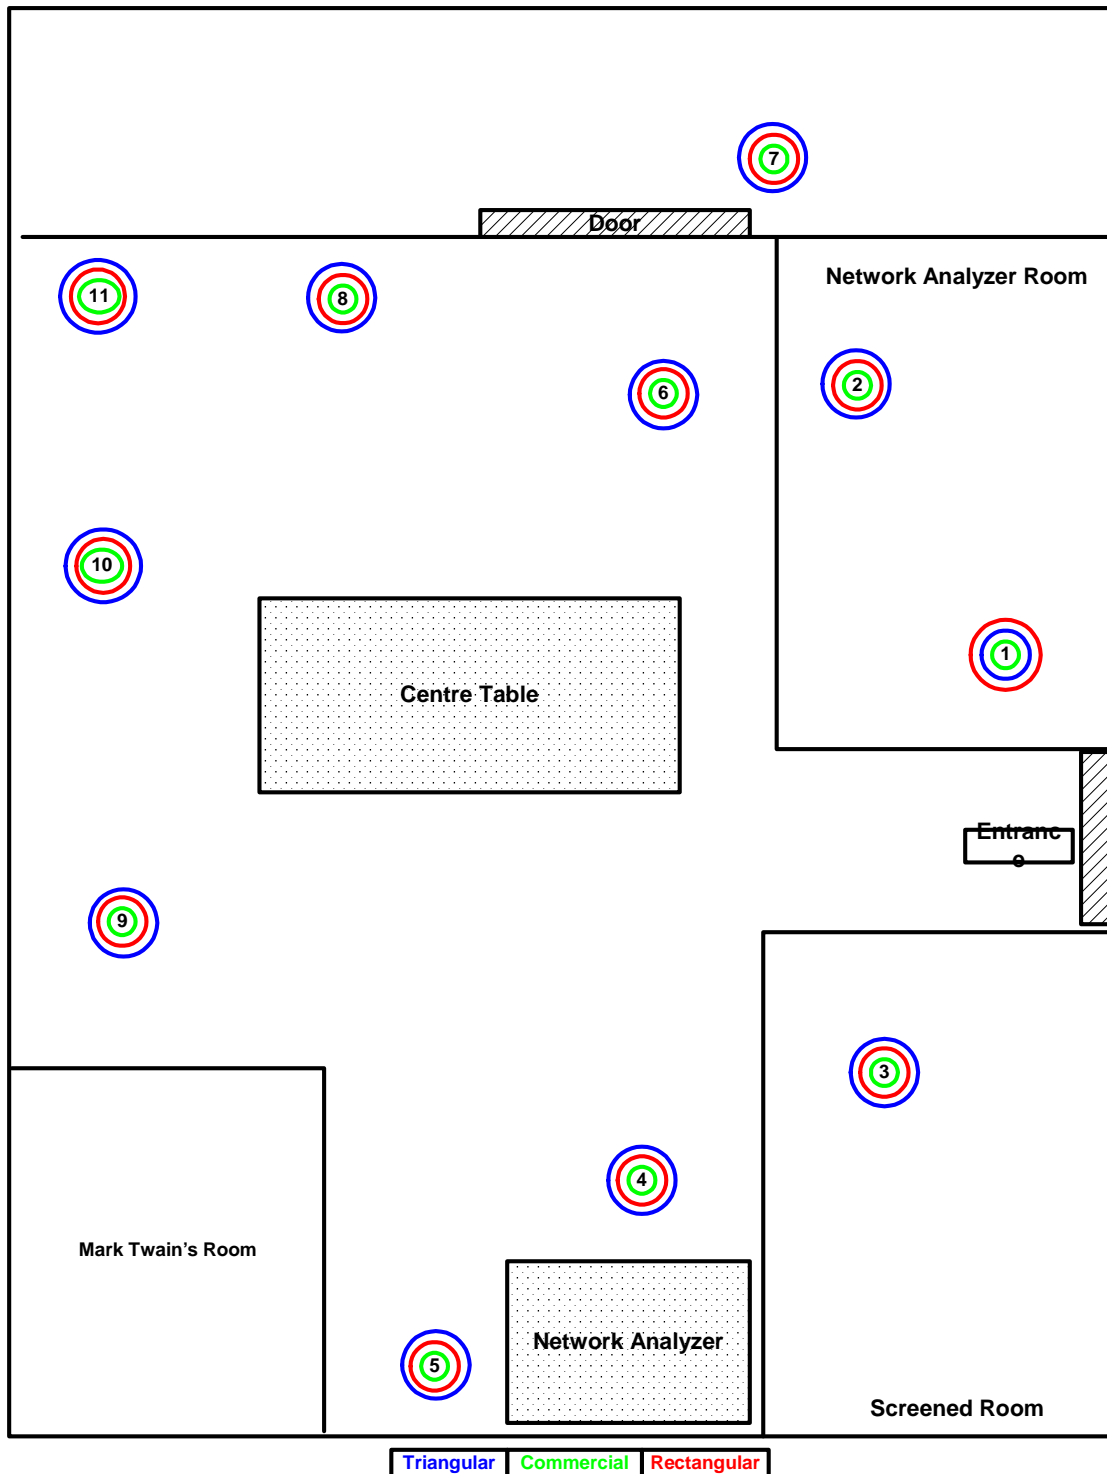 7
Door
Network Analyzer Room
11
8
2
6
10
1
Centre Table
Entranc
e
9
3
4
Mark Twain's Room
Network Analyzer
5
Screened Room
Triangular Commercial Rectangular